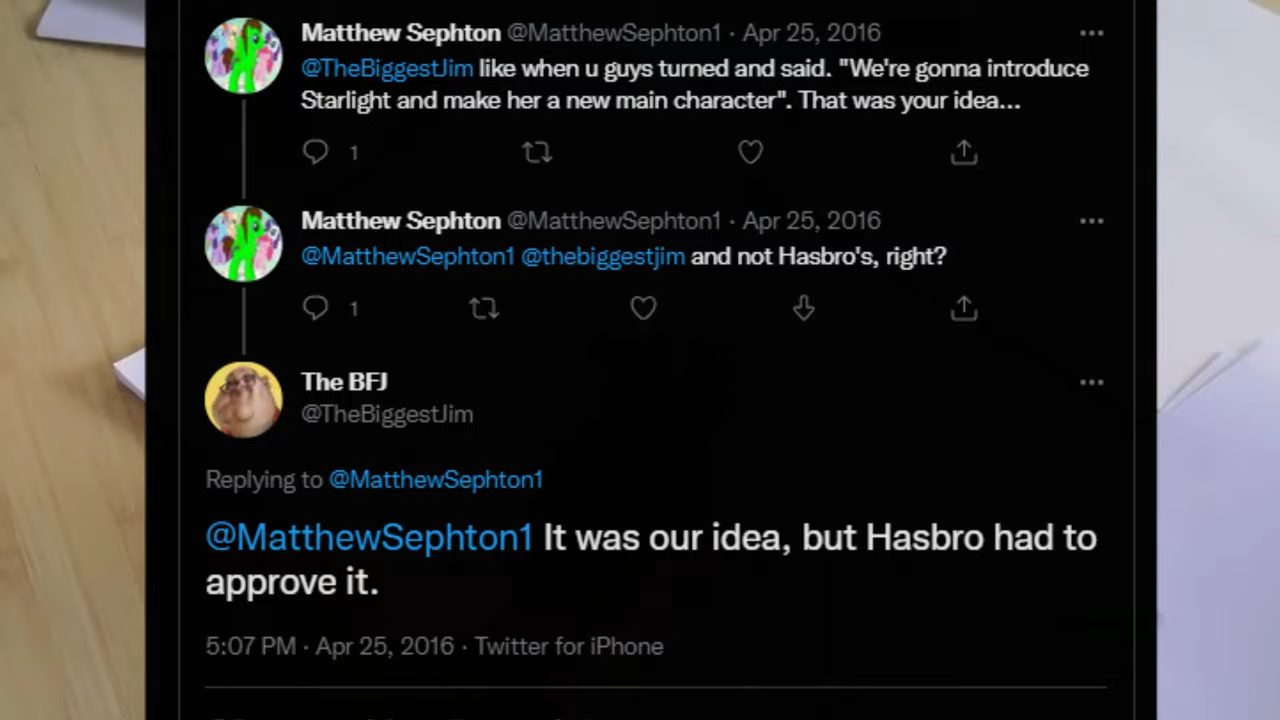 Matthew Sephton @MatthewSephton1 · Apr 25, 2016
@TheBiggestJim like when u guys turned and said. "We're gonna introduce
Starlight and make her a new main character". That was your idea...
1
Matthew Sephton @MatthewSephton1 · Apr 25, 2016
@MatthewSephton1 @thebiggestjim and not Hasbro's, right?
1
The BFJ
@TheBiggestJim
Replying to @MatthewSephton1
@MatthewSephton1 It was our idea, but Hasbro had to
approve it.
5:07 PM · Apr 25, 2016 · Twitter for iPhone